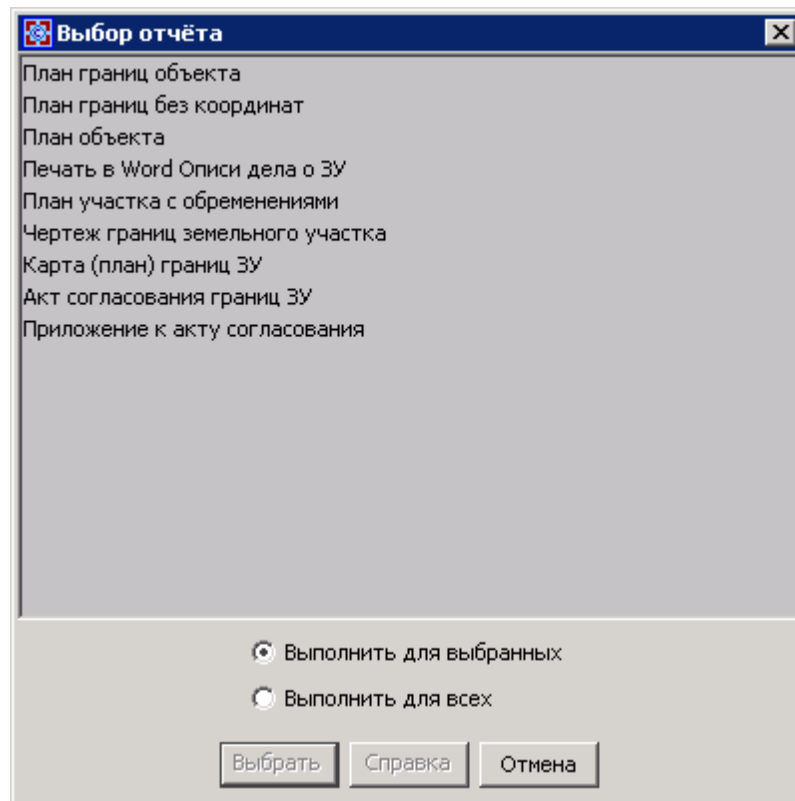 Выбор отчёта
План границ объекта
План границ без координат
План объекта
Печать в Word Описи дела о ЗУ
План участка с обременениями
Чертеж границ земельного участка
Карта (план) границ ЗУ
Акт согласования границ ЗУ
Приложение к акту согласования
Выполнить для выбранных
Выполнить для всех
Выбрать Справка Отмена